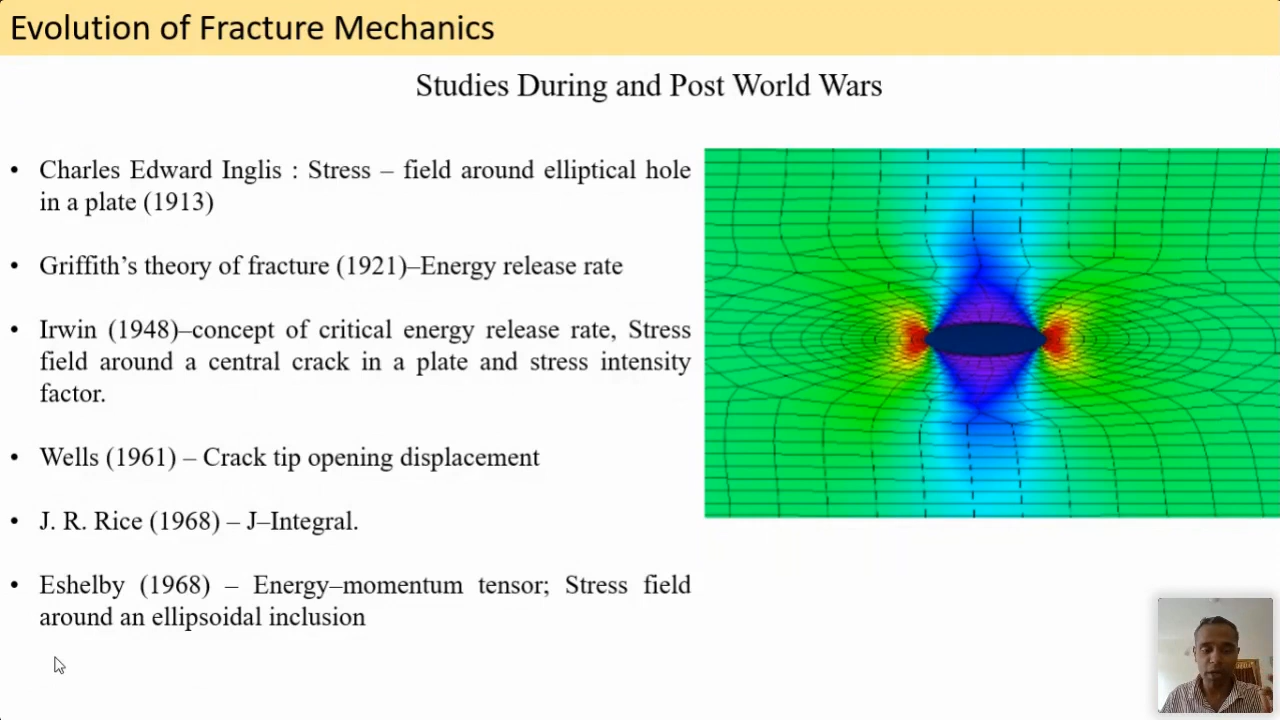 Evolution of Fracture Mechanics
Studies During and Post World Wars
• Charles Edward Inglis : Stress – field around elliptical hole
in a plate (1913)
• Griffith’s theory of fracture (1921)–Energy release rate
• Irwin (1948)–concept of critical energy release rate, Stress
field around a central crack in a plate and stress intensity
factor.
• Wells (1961) – Crack tip opening displacement
• J. R. Rice (1968) – J–Integral.
• Eshelby (1968) – Energy–momentum tensor; Stress field
around an ellipsoidal inclusion